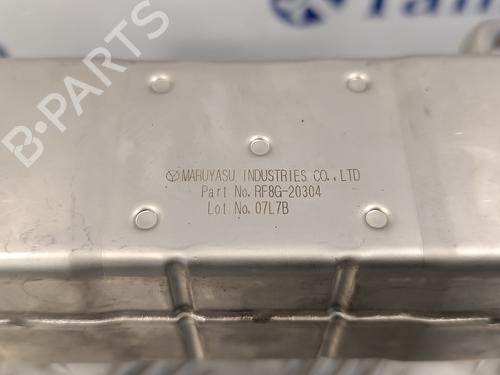 MARUYASU INDUSTRIES CO.,LTD
Part No.RF8G-20304
Lot No.07L7B
B-PARTS